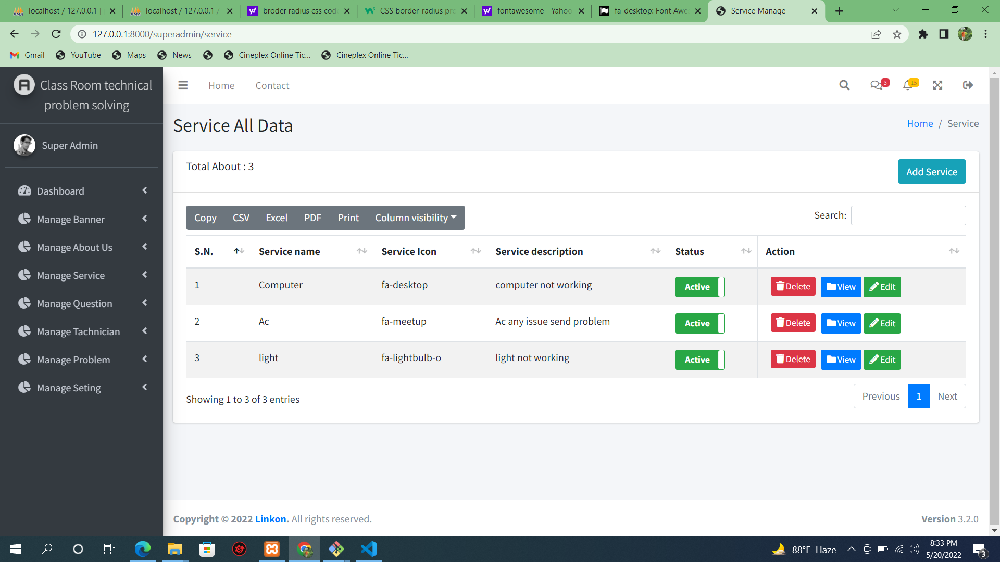 localhost / 127.0.0.1 |
localhost / 127.0.0.1 /
broder radius css cod
CSS border-radius pro
fontawesome - Yahoo
fa-desktop: Font Awe
Service Manage
127.0.0.1:8000/superadmin/service
Gmail YouTube Maps News Cineplex Online Tic... Cineplex Online Tic...
Class Room technical
problem solving
Home Contact
3
15
Super Admin
Dashboard
Manage Banner
Manage About Us
Manage Service
Manage Question
Manage Tachnician
Manage Problem
Manage Seting
Service All Data
Home / Service
Total About : 3
Add Service
Copy CSV Excel PDF Print Column visibility
Search:
S.N. Service name Service Icon Service description Status Action
1 Computer fa-desktop computer not working Active Delete View Edit
2 Ac fa-meetup Ac any issue send problem Active Delete View Edit
3 light fa-lightbulb-o light not working Active Delete View Edit
Showing 1 to 3 of 3 entries
Previous 1 Next
Copyright © 2022 Linkon. All rights reserved.
Version 3.2.0
88°F Haze
8:33 PM
5/20/2022
3